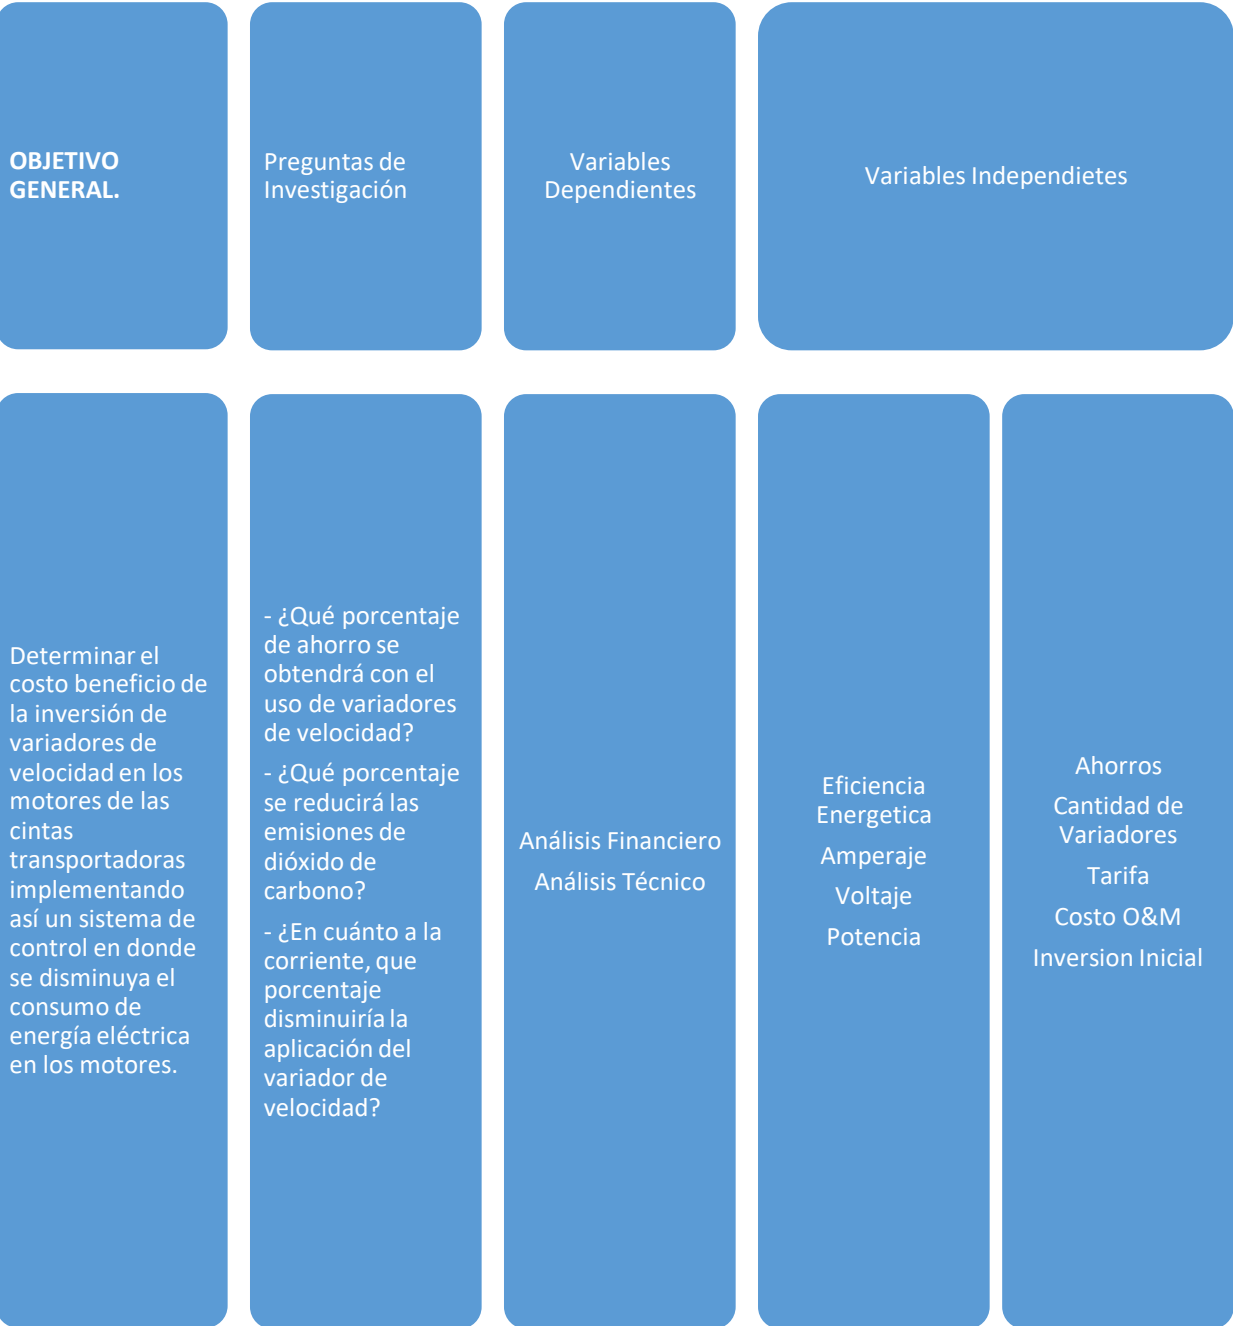 OBJETIVO
GENERAL.
Preguntas de
Investigación
Variables
Dependientes
Variables Independietes
Determinar el
costo beneficio de
la inversión de
variadores de
velocidad en los
motores de las
cintas
transportadoras
implementando
así un sistema de
control en donde
se disminuya el
consumo de
energía eléctrica
en los motores.
- ¿Qué porcentaje
de ahorro se
obtendrá con el
uso de variadores
de velocidad?
- ¿Qué porcentaje
se reducirá las
emisiones de
dióxido de
carbono?
- ¿En cuánto a la
corriente, que
porcentaje
disminuiría la
aplicación del
variador de
velocidad?
Análisis Financiero
Análisis Técnico
Eficiencia
Energetica
Amperaje
Voltaje
Potencia
Ahorros
Cantidad de
Variadores
Tarifa
Costo O&M
Inversion Inicial